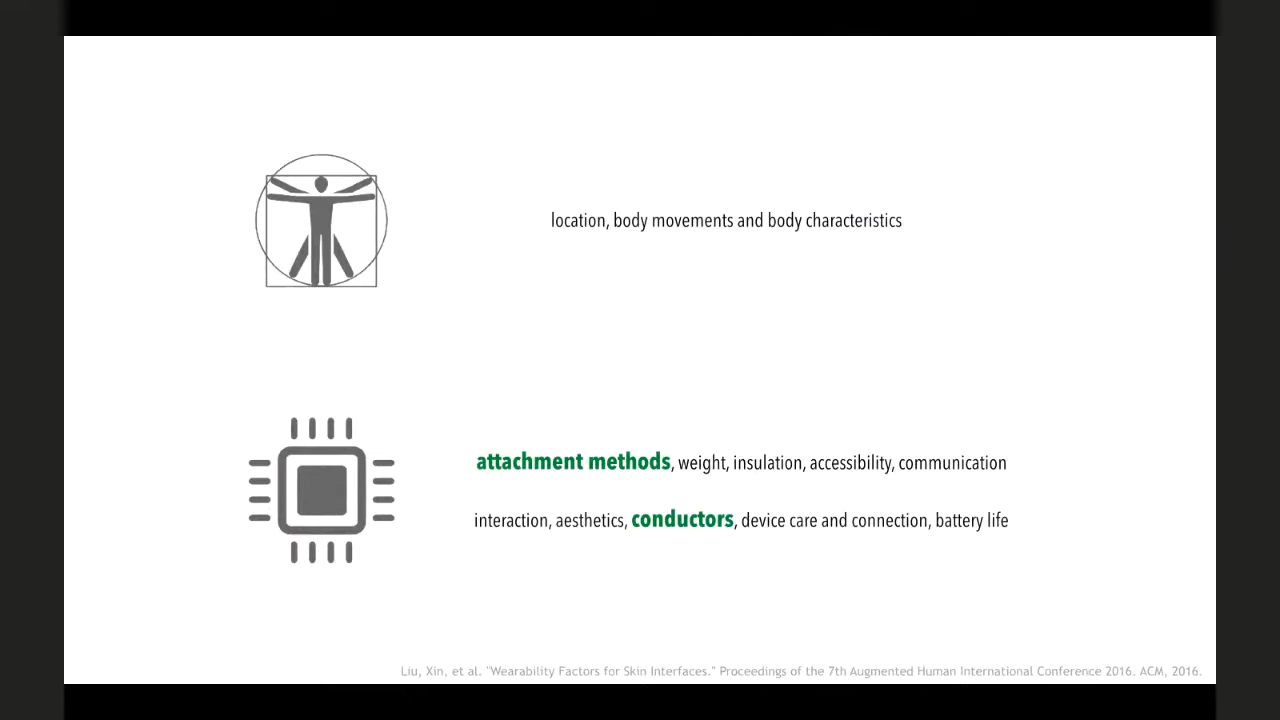 location, body movements and body characteristics
attachment methods, weight, insulation, accessibility, communication
interaction, aesthetics, conductors, device care and connection, battery life
Liu, Xin, et al. "Wearability Factors for Skin Interfaces." Proceedings of the 7th Augmented Human International Conference 2016. ACM, 2016.